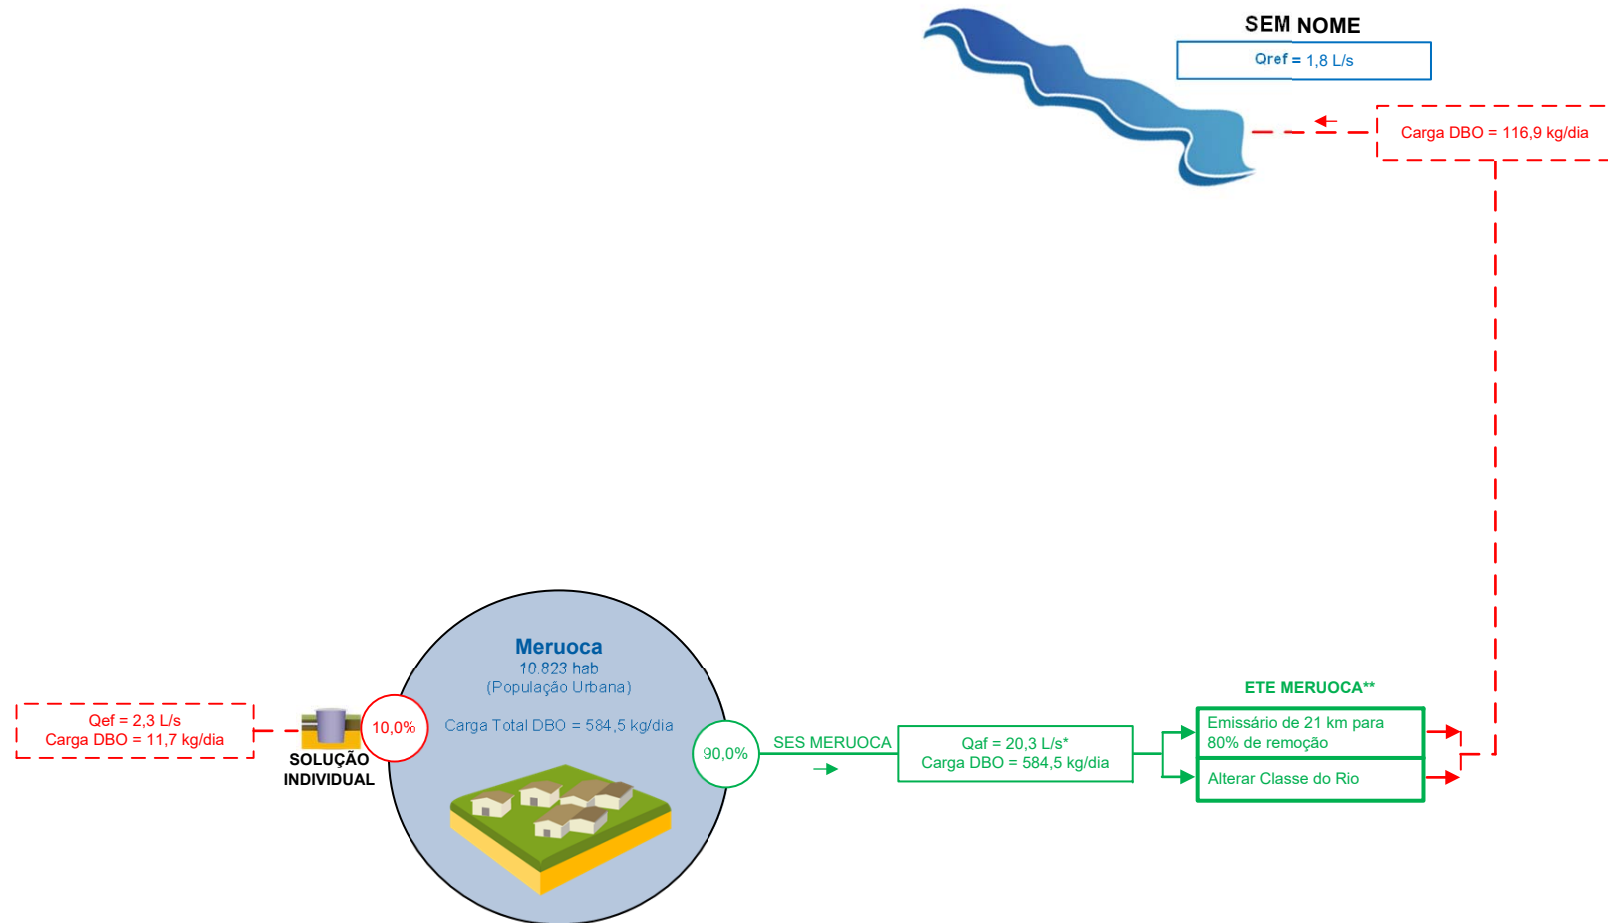 SEM NOME
Qref = 1,8 L/s
Carga DBO = 116,9 kg/dia
Meruoca
10.823 hab
(População Urbana)
Carga Total DBO = 584,5 kg/dia
Qef = 2,3 L/s
Carga DBO = 11,7 kg/dia
SOLUÇÃO
INDIVIDUAL
10,0%
90,0%
SES MERUOCA
Qaf = 20,3 L/s*
Carga DBO = 584,5 kg/dia
ETE MERUOCA**
Emissário de 21 km para
80% de remoção
Alterar Classe do Rio